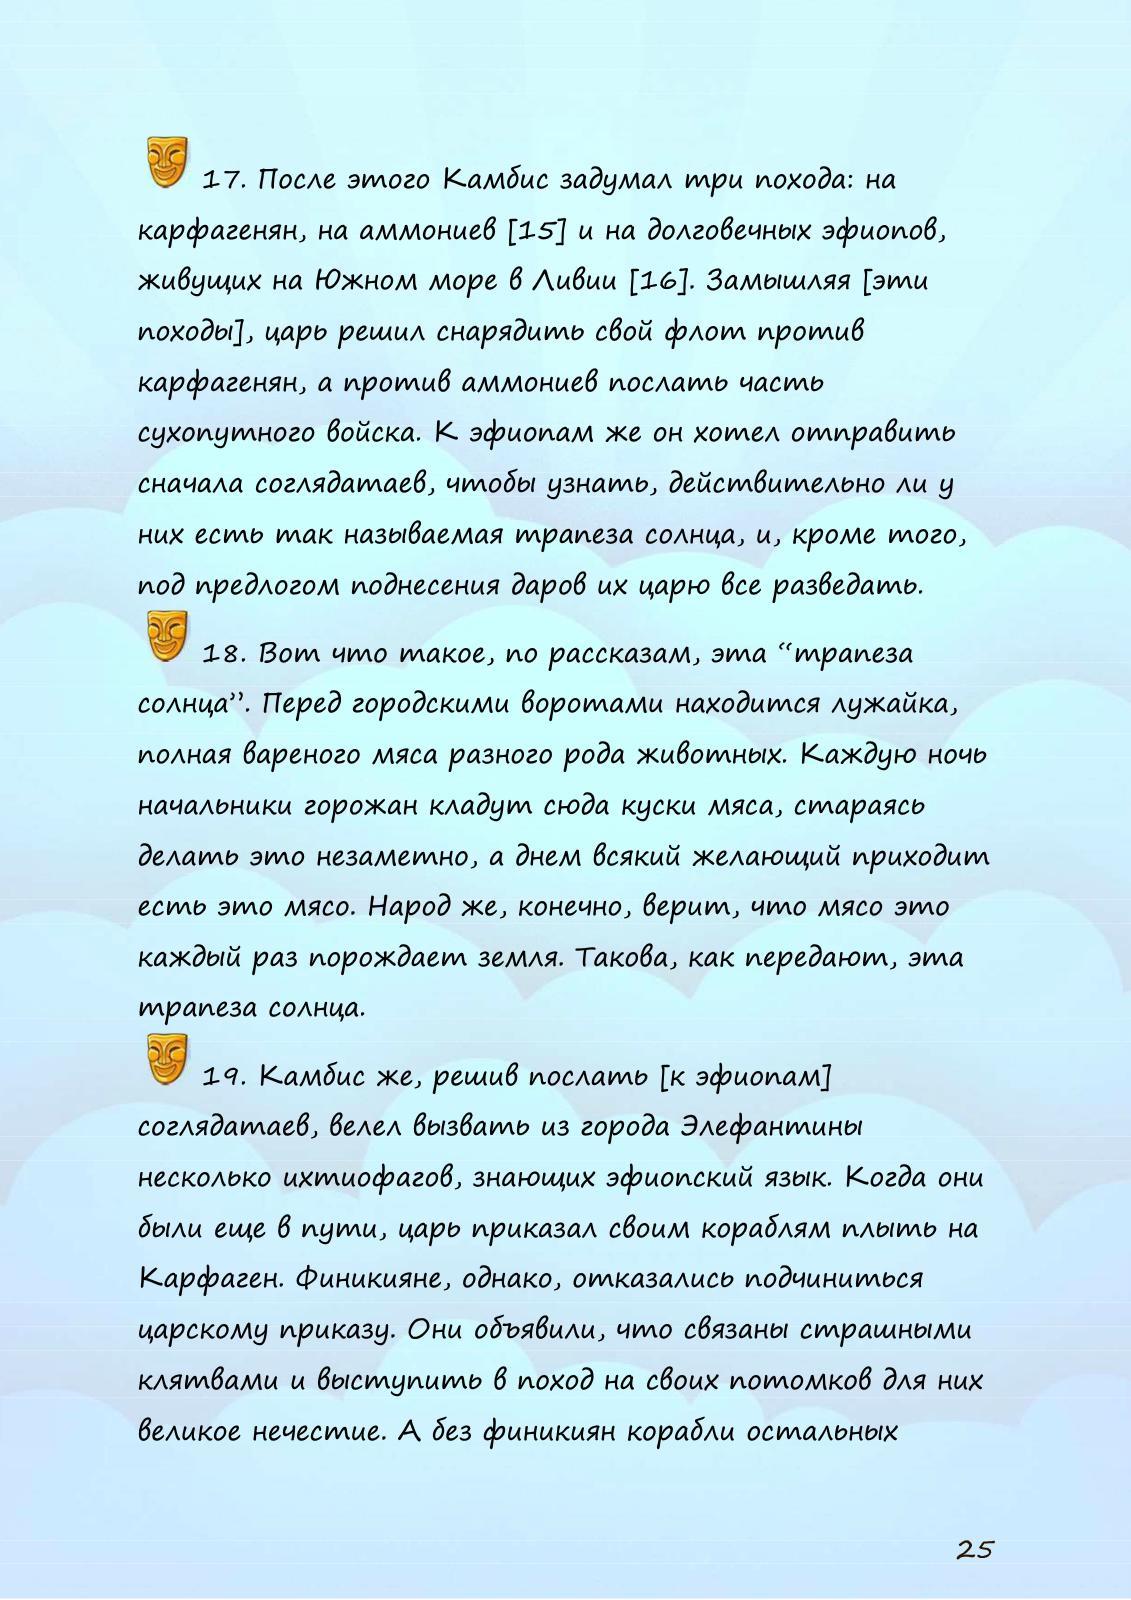 17. После этого Камбис задумал три похода: на
карфагенян, на аммониев [15] и на долговечных эфиопов,
живущих на Южном море в Ливии [16]. Замышляя [эти
походы], царь решил снарядить свой флот против
карфагенян, а против аммониев послать часть
сухопутного войска. К эфиопам же он хотел отправить
сначала соглядатаев, чтобы узнать, действительно ли у
них есть так называемая трапеза солнца, и, кроме того,
под предлогом поднесения даров их царю все разведать.
18. Вот что такое, по рассказам, эта “трапеза
солнца”. Перед городскими воротами находится лужайка,
полная вареного мяса разного рода животных. Каждую ночь
начальники горожан кладут сюда куски мяса, стараясь
делать это незаметно, а днем всякий желающий приходит
есть это мясо. Народ же, конечно, верит, что мясо это
каждый раз порождает земля. Такова, как передают, эта
трапеза солнца.
19. Камбис же, решив послать [к эфиопам]
соглядатаев, велел вызвать из города Элефантины
несколько ихтиофагов, знающих эфиопский язык. Когда они
были еще в пути, царь приказал своим кораблям плыть на
Карфаген. Финикияне, однако, отказались подчиниться
царскому приказу. Они объявили, что связаны страшными
клятвами и выступить в поход на своих потомков для них
великое нечестие. А без финикиян корабли остальных
25